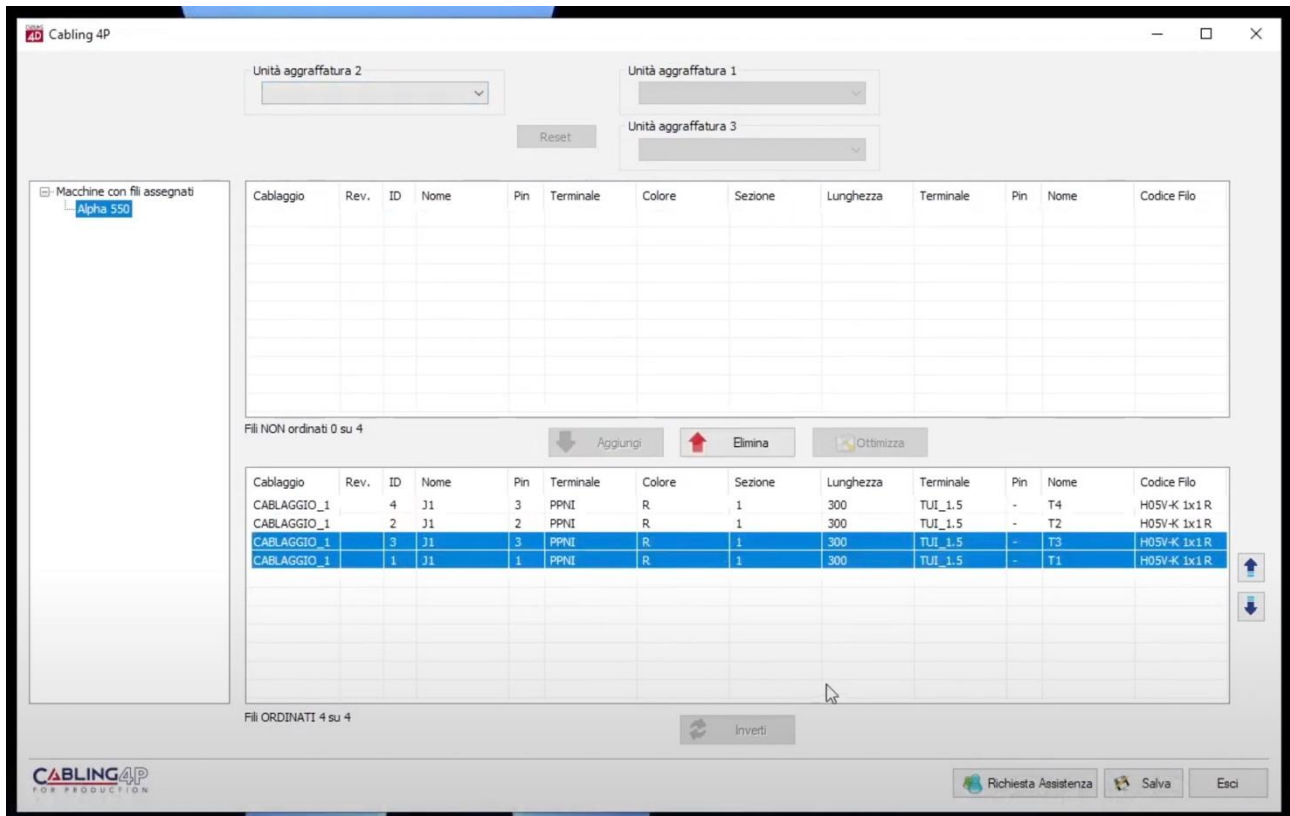 CABLING 4D Cabling 4P
Unità aggraffatura 2
Unità aggraffatura 1
Reset
Unità aggraffatura 3
Macchine con fili assegnati
Alpha 550
Cablaggio Rev. ID Nome Pin Terminale Colore Sezione Lunghezza Terminale Pin Nome Codice Filo
Fili NON ordinati 0 su 4
Aggiungi Elimina Ottimizza
Cablaggio Rev. ID Nome Pin Terminale Colore Sezione Lunghezza Terminale Pin Nome Codice Filo
CABLAGGIO_1 4 J1 3 PPNI R 1 300 TUI_1.5 - T4 H05V-K 1x1 R
CABLAGGIO_1 2 J1 2 PPNI R 1 300 TUI_1.5 - T2 H05V-K 1x1 R
CABLAGGIO_1 3 J1 3 PPNI R 1 300 TUI_1.5 - T3 H05V-K 1x1 R
CABLAGGIO_1 1 J1 1 PPNI R 1 300 TUI_1.5 - T1 H05V-K 1x1 R
Fili ORDINATI 4 su 4
Inverti
CABLING4P
FOR PRODUCTION
Richiesta Assistenza Salva Esci